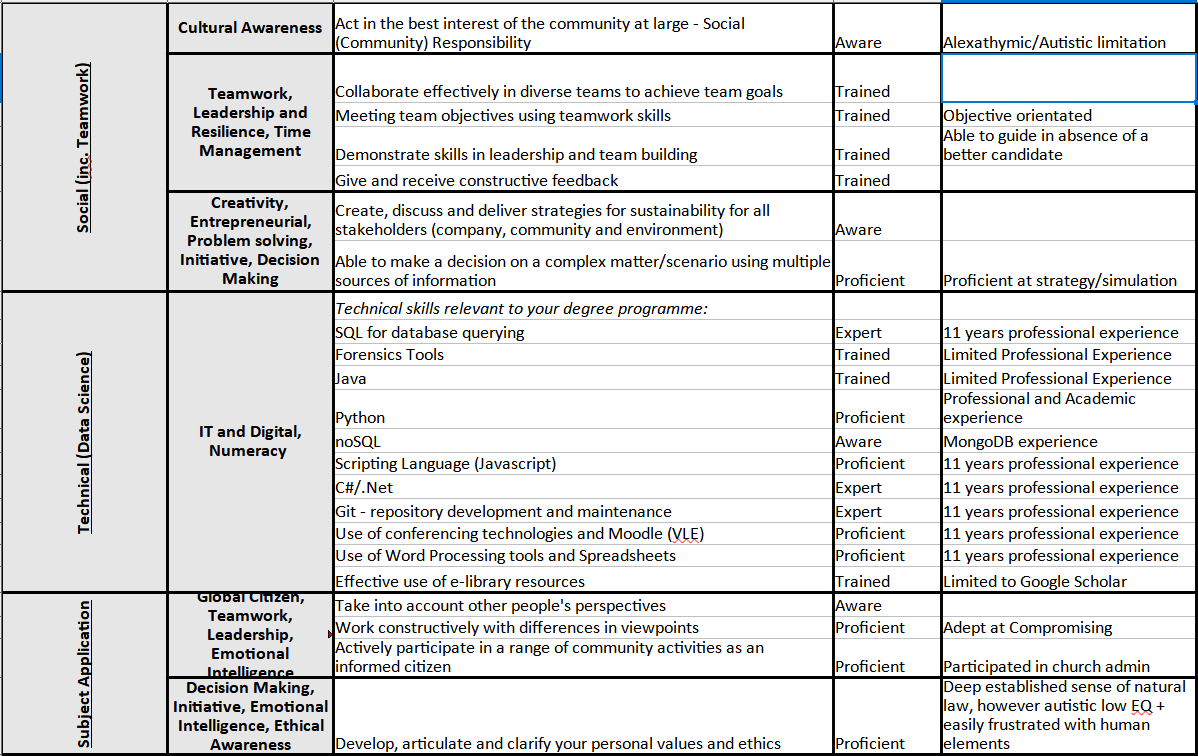 Social (inc. Teamwork)
Cultural Awareness
Act in the best interest of the community at large - Social
(Community) Responsibility
Aware
Alexathymic/Autistic limitation
Teamwork,
Leadership and
Resilience, Time
Management
Collaborate effectively in diverse teams to achieve team goals
Trained
Meeting team objectives using teamwork skills
Trained
Objective orientated
Demonstrate skills in leadership and team building
Trained
Able to guide in absence of a
better candidate
Give and receive constructive feedback
Trained
Creativity,
Entrepreneurial,
Problem solving,
Initiative, Decision
Making
Create, discuss and deliver strategies for sustainability for all
stakeholders (company, community and environment)
Aware
Able to make a decision on a complex matter/scenario using multiple
sources of information
Proficient
Proficient at strategy/simulation
Technical (Data Science)
IT and Digital,
Numeracy
Technical skills relevant to your degree programme:
SQL for database querying
Expert
11 years professional experience
Forensics Tools
Trained
Limited Professional Experience
Java
Trained
Limited Professional Experience
Python
Proficient
Professional and Academic
experience
noSQL
Aware
MongoDB experience
Scripting Language (Javascript)
Proficient
11 years professional experience
C#/.Net
Expert
11 years professional experience
Git - repository development and maintenance
Expert
11 years professional experience
Use of conferencing technologies and Moodle (VLE)
Proficient
11 years professional experience
Use of Word Processing tools and Spreadsheets
Proficient
11 years professional experience
Effective use of e-library resources
Trained
Limited to Google Scholar
Subject Application
Global Citizen,
Teamwork,
Leadership,
Emotional
Intelligence
Take into account other people's perspectives
Aware
Work constructively with differences in viewpoints
Proficient
Adept at Compromising
Actively participate in a range of community activities as an
informed citizen
Proficient
Participated in church admin
Decision Making,
Initiative, Emotional
Intelligence, Ethical
Awareness
Develop, articulate and clarify your personal values and ethics
Proficient
Deep established sense of natural
law, however autistic low EQ +
easily frustrated with human
elements